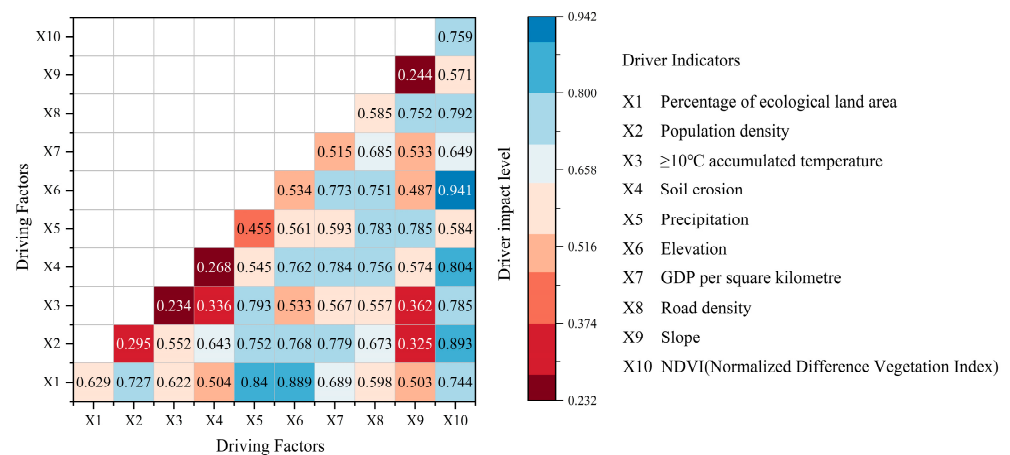 X10 0.759
X9 0.244 0.571
X8 0.585 0.752 0.792
X7 0.515 0.685 0.533 0.649
X6 0.534 0.773 0.751 0.487 0.941
X5 0.455 0.561 0.593 0.783 0.785 0.584
X4 0.268 0.545 0.762 0.784 0.756 0.574 0.804
X3 0.234 0.336 0.793 0.533 0.567 0.557 0.362 0.785
X2 0.295 0.552 0.643 0.752 0.768 0.779 0.673 0.325 0.893
X1 0.629 0.727 0.622 0.504 0.84 0.889 0.689 0.598 0.503 0.744
X1 X2 X3 X4 X5 X6 X7 X8 X9 X10
Driving Factors
Driving Factors
Driver impact level
0.942
0.800
0.658
0.516
0.374
0.232
Driver Indicators
X1 Percentage of ecological land area
X2 Population density
X3 ≥10℃ accumulated temperature
X4 Soil erosion
X5 Precipitation
X6 Elevation
X7 GDP per square kilometre
X8 Road density
X9 Slope
X10 NDVI(Normalized Difference Vegetation Index)